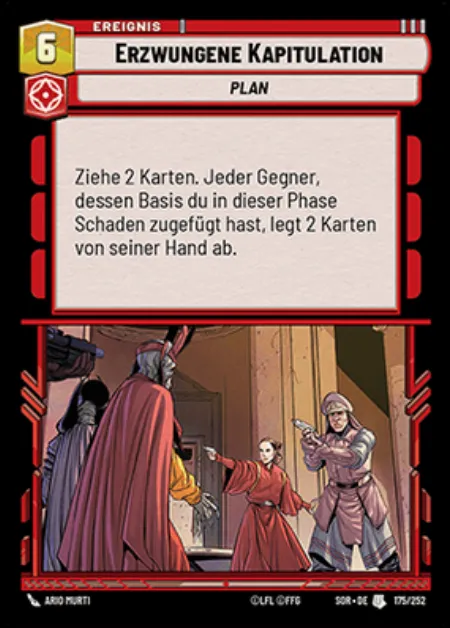 6
EREIGNIS
ERZWUNGENE KAPITULATION
PLAN
Ziehe 2 Karten. Jeder Gegner,
dessen Basis du in dieser Phase
Schaden zugefügt hast, legt 2 Karten
von seiner Hand ab.
ARIO MURTI
©LFL ©FFG
SOR • DE
175/252